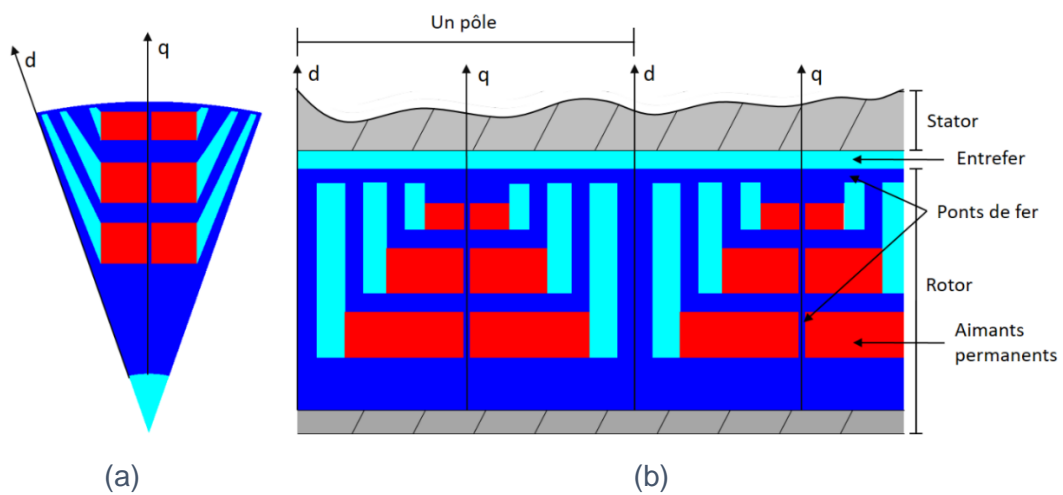 Un pôle
d
q
d
q
d
q
Stator
Entrefer
Ponts de fer
Rotor
Aimants
permanents
(a)
(b)